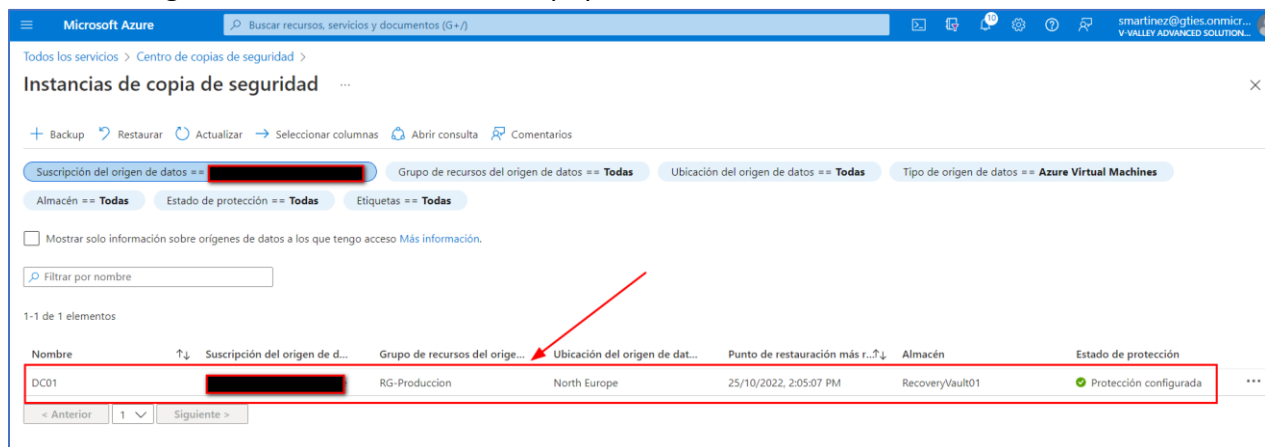 Microsoft Azure
Buscar recursos, servicios y documentos (G+/)
10
smartinez@gties.onmicr...
V-VALLEY ADVANCED SOLUTION...
Todos los servicios > Centro de copias de seguridad >
Instancias de copia de seguridad ...
Backup Restaurar Actualizar Seleccionar columnas Abrir consulta Comentarios
Suscripción del origen de datos == Grupo de recursos del origen de datos == Todas Ubicación del origen de datos == Todas Tipo de origen de datos == Azure Virtual Machines
Almacén == Todas Estado de protección == Todas Etiquetas == Todas
Mostrar solo información sobre orígenes de datos a los que tengo acceso Más información.
Filtrar por nombre
1-1 de 1 elementos
Nombre Suscripción del origen de d... Grupo de recursos del orige... Ubicación del origen de dat... Punto de restauración más r... Almacén Estado de protección
DC01 RG-Produccion North Europe 25/10/2022, 2:05:07 PM RecoveryVault01 Protección configurada ...
< Anterior 1 Siguiente >